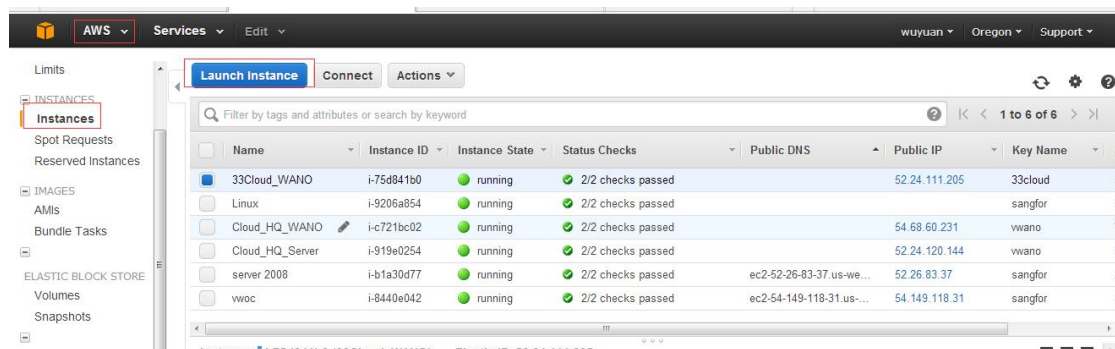 AWS Services Edit wuyuan Oregon Support
Limits
INSTANCES
Instances
Spot Requests
Reserved Instances
IMAGES
AMIs
Bundle Tasks
ELASTIC BLOCK STORE
Volumes
Snapshots
Launch Instance Connect Actions
Filter by tags and attributes or search by keyword 1 to 6 of 6
Name Instance ID Instance State Status Checks Public DNS Public IP Key Name
33Cloud_WANO i-75d841b0 running 2/2 checks passed 52.24.111.205 33cloud
Linux i-9206a854 running 2/2 checks passed sangfor
Cloud_HQ_WANO i-c721bc02 running 2/2 checks passed 54.68.60.231 vwano
Cloud_HQ_Server i-919e0254 running 2/2 checks passed 52.24.120.144 vwano
server 2008 i-b1a30d77 running 2/2 checks passed ec2-52-26-83-37.us-we... 52.26.83.37 sangfor
vwoc i-8440e042 running 2/2 checks passed ec2-54-149-118-31.us-... 54.149.118.31 sangfor